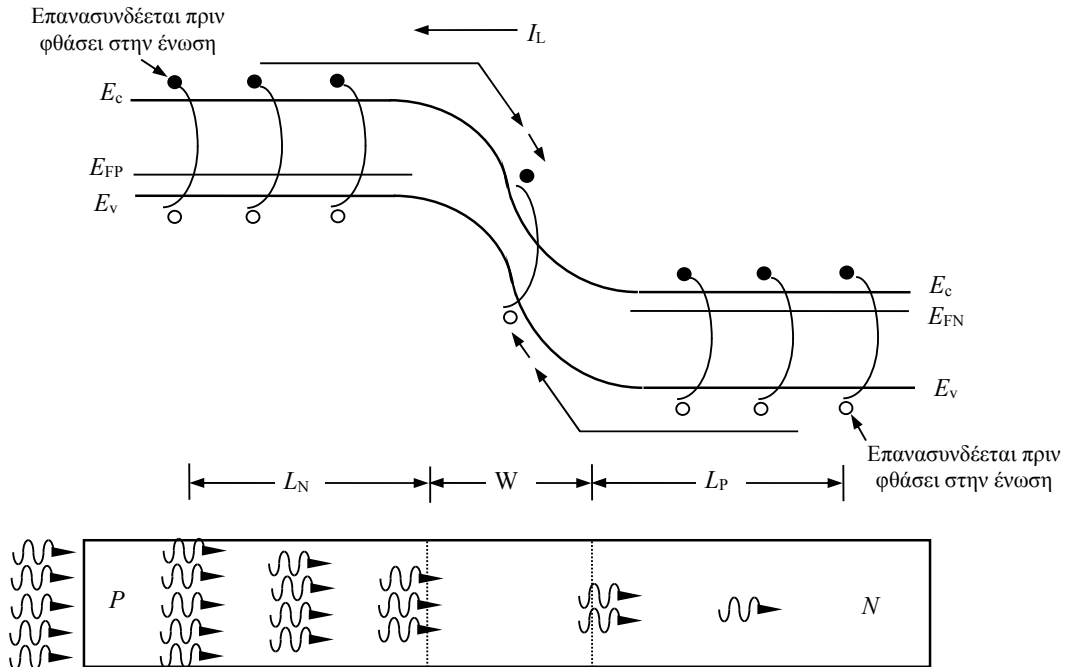 Επανασυνδέεται πριν
φθάσει στην ένωση
I_L
E_c
E_FP
E_v
E_c
E_FN
E_v
Επανασυνδέεται πριν
φθάσει στην ένωση
L_N
W
L_P
P
N